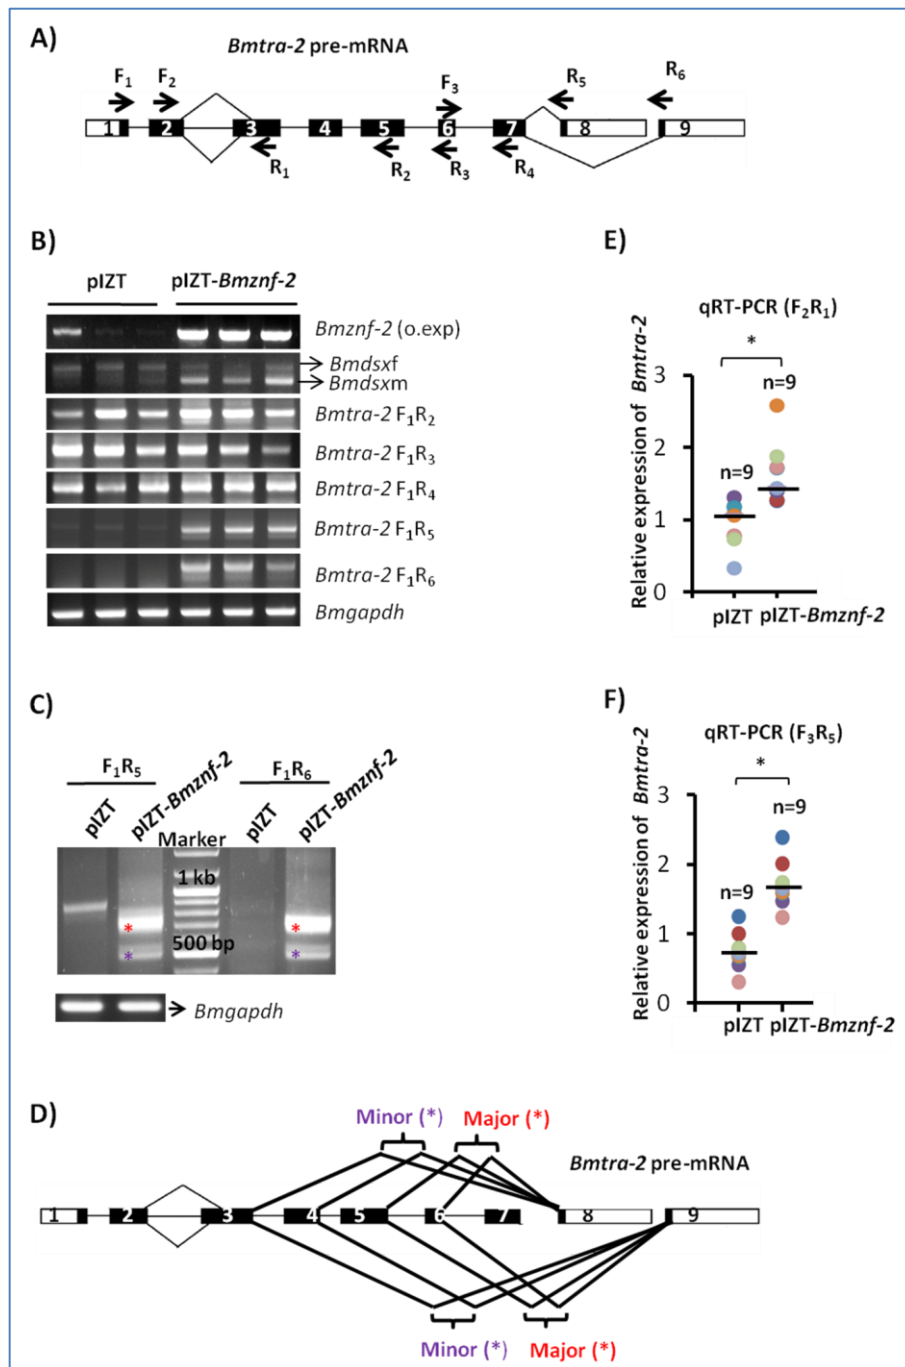 A)
Bmtra-2 pre-mRNA
F1 F2 F3 R5 R6
1 2 3 4 5 6 7 8 9
R1 R2 R3 R4
B)
pIZT pIZT-Bmznf-2
Bmznf-2 (o.exp)
Bmdsxf
Bmdsxm
Bmtra-2 F1R2
Bmtra-2 F1R3
Bmtra-2 F1R4
Bmtra-2 F1R5
Bmtra-2 F1R6
Bmgapdh
E)
qRT-PCR (F2R1)
*
Relative expression of Bmtra-2
3
2
1
0
n=9
n=9
pIZT pIZT-Bmznf-2
C)
F1R5 F1R6
pIZT pIZT-Bmznf-2 Marker pIZT pIZT-Bmznf-2
1 kb
* *
500 bp
* *
Bmgapdh
F)
qRT-PCR (F3R5)
*
Relative expression of Bmtra-2
3
2
1
0
n=9
n=9
pIZT pIZT-Bmznf-2
D)
Minor (*) Major (*)
Bmtra-2 pre-mRNA
1 2 3 4 5 6 7 8 9
Minor (*) Major (*)